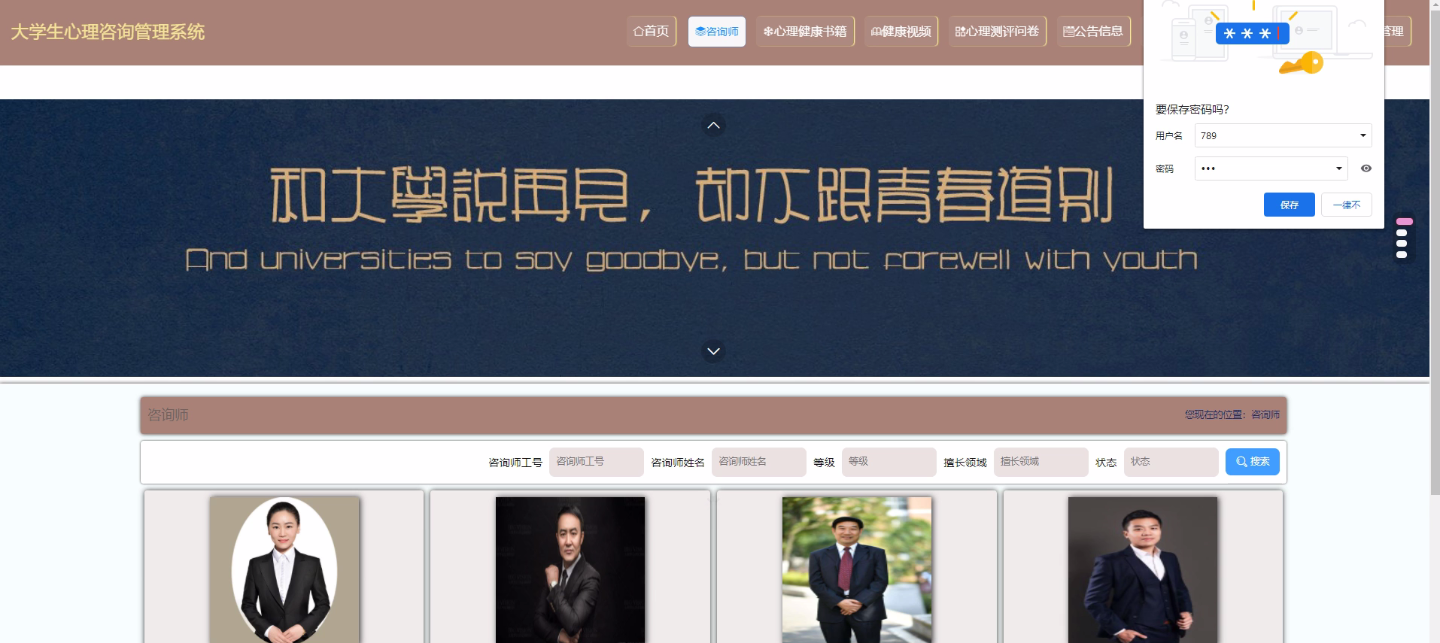 大学生心理咨询管理系统
首页
咨询师
心理健康书籍
健康视频
心理测评问卷
公告信息
管理
* * *
要保存密码吗?
用户名
789
密码
•••
保存
一律不
和大學説再見，却不跟青春道别
And universities to say goodbye, but not farewell with youth
咨询师
您现在的位置：咨询师
咨询师工号
咨询师工号
咨询师姓名
咨询师姓名
等级
等级
擅长领域
擅长领域
状态
状态
搜索